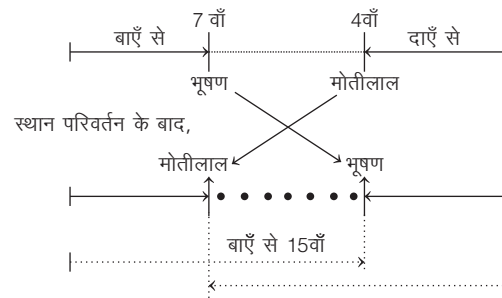 7 वाँ 4वाँ
बाएँ से दाएँ से
भूषण मोतीलाल
स्थान परिवर्तन के बाद,
मोतीलाल भूषण
बाएँ से 15वाँ